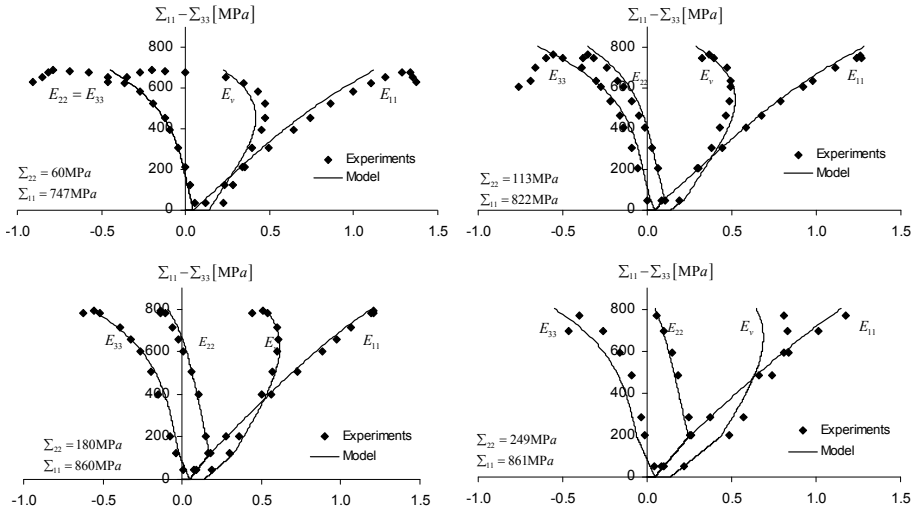 Σ₁₁ − Σ₃₃ [MPa]
800
600
400
200
0
E₂₂ = E₃₃
Eᵥ
E₁₁
Experiments
Model
Σ₂₂ = 60MPa
Σ₁₁ = 747MPa
-1.0 -0.5 0.0 0.5 1.0 1.5
Σ₁₁ − Σ₃₃ [MPa]
800
600
400
200
0
E₃₃
E₂₂
Eᵥ
E₁₁
Experiments
Model
Σ₂₂ = 113MPa
Σ₁₁ = 822MPa
-1.0 -0.5 0.0 0.5 1.0 1.5
Σ₁₁ − Σ₃₃ [MPa]
800
600
400
200
0
E₃₃
E₂₂
E
E₁₁
Experiments
Model
Σ₂₂ = 180MPa
Σ₁₁ = 860MPa
-1.0 -0.5 0.0 0.5 1.0 1.5
Σ₁₁ − Σ₃₃ [MPa]
800
600
400
200
0
E₃₃
E₂₂
Eᵥ
E₁₁
Experiments
Model
Σ₂₂ = 249MPa
Σ₁₁ = 861MPa
-1.0 -0.5 0.0 0.5 1.0 1.5